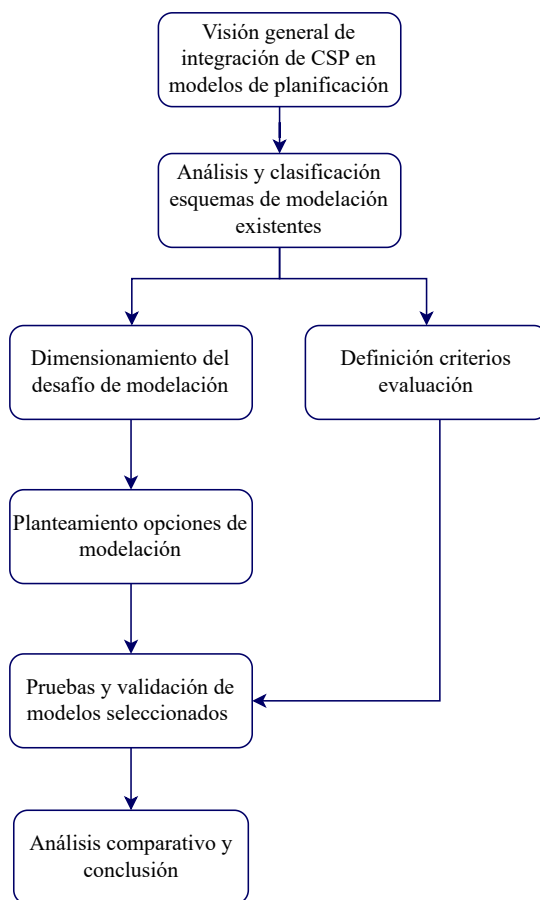 Visión general de
integración de CSP en
modelos de planificación
Análisis y clasificación
esquemas de modelación
existentes
Dimensionamiento del
desafío de modelación
Definición criterios
evaluación
Planteamiento opciones de
modelación
Pruebas y validación de
modelos seleccionados
Análisis comparativo y
conclusión